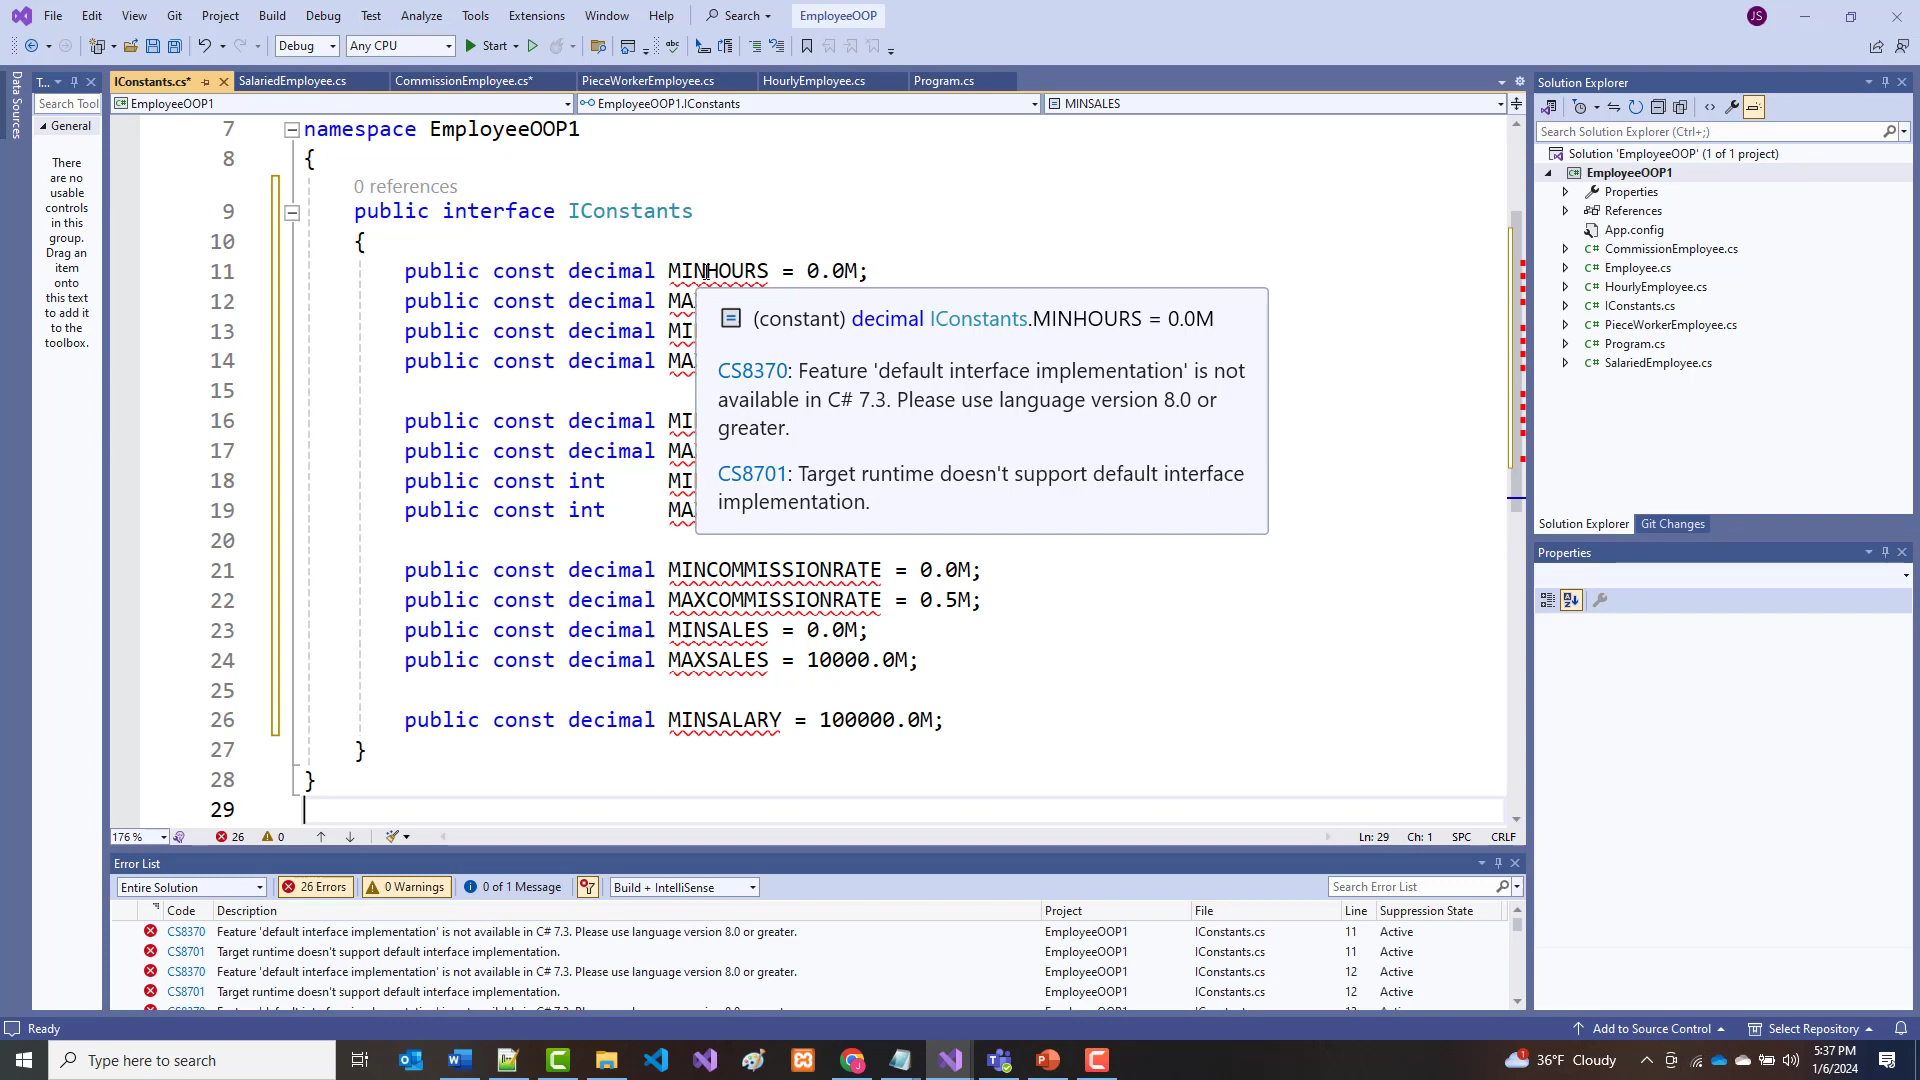 File Edit View Git Project Build Debug Test Analyze Tools Extensions Window Help Search EmployeeOOP JS
Debug Any CPU Start
Data Sources
T...
Search Tool
General
There
are no
usable
controls
in this
group.
Drag an
item
onto
this text
to add it
to the
toolbox.
IConstants.cs* SalariedEmployee.cs CommissionEmployee.cs* PieceWorkerEmployee.cs HourlyEmployee.cs Program.cs
EmployeeOOP1 EmployeeOOP1.IConstants MINSALES
7 namespace EmployeeOOP1
8 {
0 references
9 public interface IConstants
10 {
11 public const decimal MINHOURS = 0.0M;
12 public const decimal MA
13 public const decimal MI
14 public const decimal MA
15
16 public const decimal MI
17 public const decimal MA
18 public const int MI
19 public const int MA
20
21 public const decimal MINCOMMISSIONRATE = 0.0M;
22 public const decimal MAXCOMMISSIONRATE = 0.5M;
23 public const decimal MINSALES = 0.0M;
24 public const decimal MAXSALES = 10000.0M;
25
26 public const decimal MINSALARY = 100000.0M;
27 }
28 }
29
(constant) decimal IConstants.MINHOURS = 0.0M
CS8370: Feature 'default interface implementation' is not
available in C# 7.3. Please use language version 8.0 or
greater.
CS8701: Target runtime doesn't support default interface
implementation.
176 % 26 0 Ln: 29 Ch: 1 SPC CRLF
Error List
Entire Solution 26 Errors 0 Warnings 0 of 1 Message Build + IntelliSense Search Error List
Code Description Project File Line Suppression State
CS8370 Feature 'default interface implementation' is not available in C# 7.3. Please use language version 8.0 or greater. EmployeeOOP1 IConstants.cs 11 Active
CS8701 Target runtime doesn't support default interface implementation. EmployeeOOP1 IConstants.cs 11 Active
CS8370 Feature 'default interface implementation' is not available in C# 7.3. Please use language version 8.0 or greater. EmployeeOOP1 IConstants.cs 12 Active
CS8701 Target runtime doesn't support default interface implementation. EmployeeOOP1 IConstants.cs 12 Active
Solution Explorer
Search Solution Explorer (Ctrl+;)
Solution 'EmployeeOOP' (1 of 1 project)
EmployeeOOP1
Properties
References
App.config
C# CommissionEmployee.cs
C# Employee.cs
C# HourlyEmployee.cs
C# IConstants.cs
C# PieceWorkerEmployee.cs
C# Program.cs
C# SalariedEmployee.cs
Solution Explorer Git Changes
Properties
Ready Add to Source Control Select Repository
Type here to search 36°F Cloudy 5:37 PM
1/6/2024